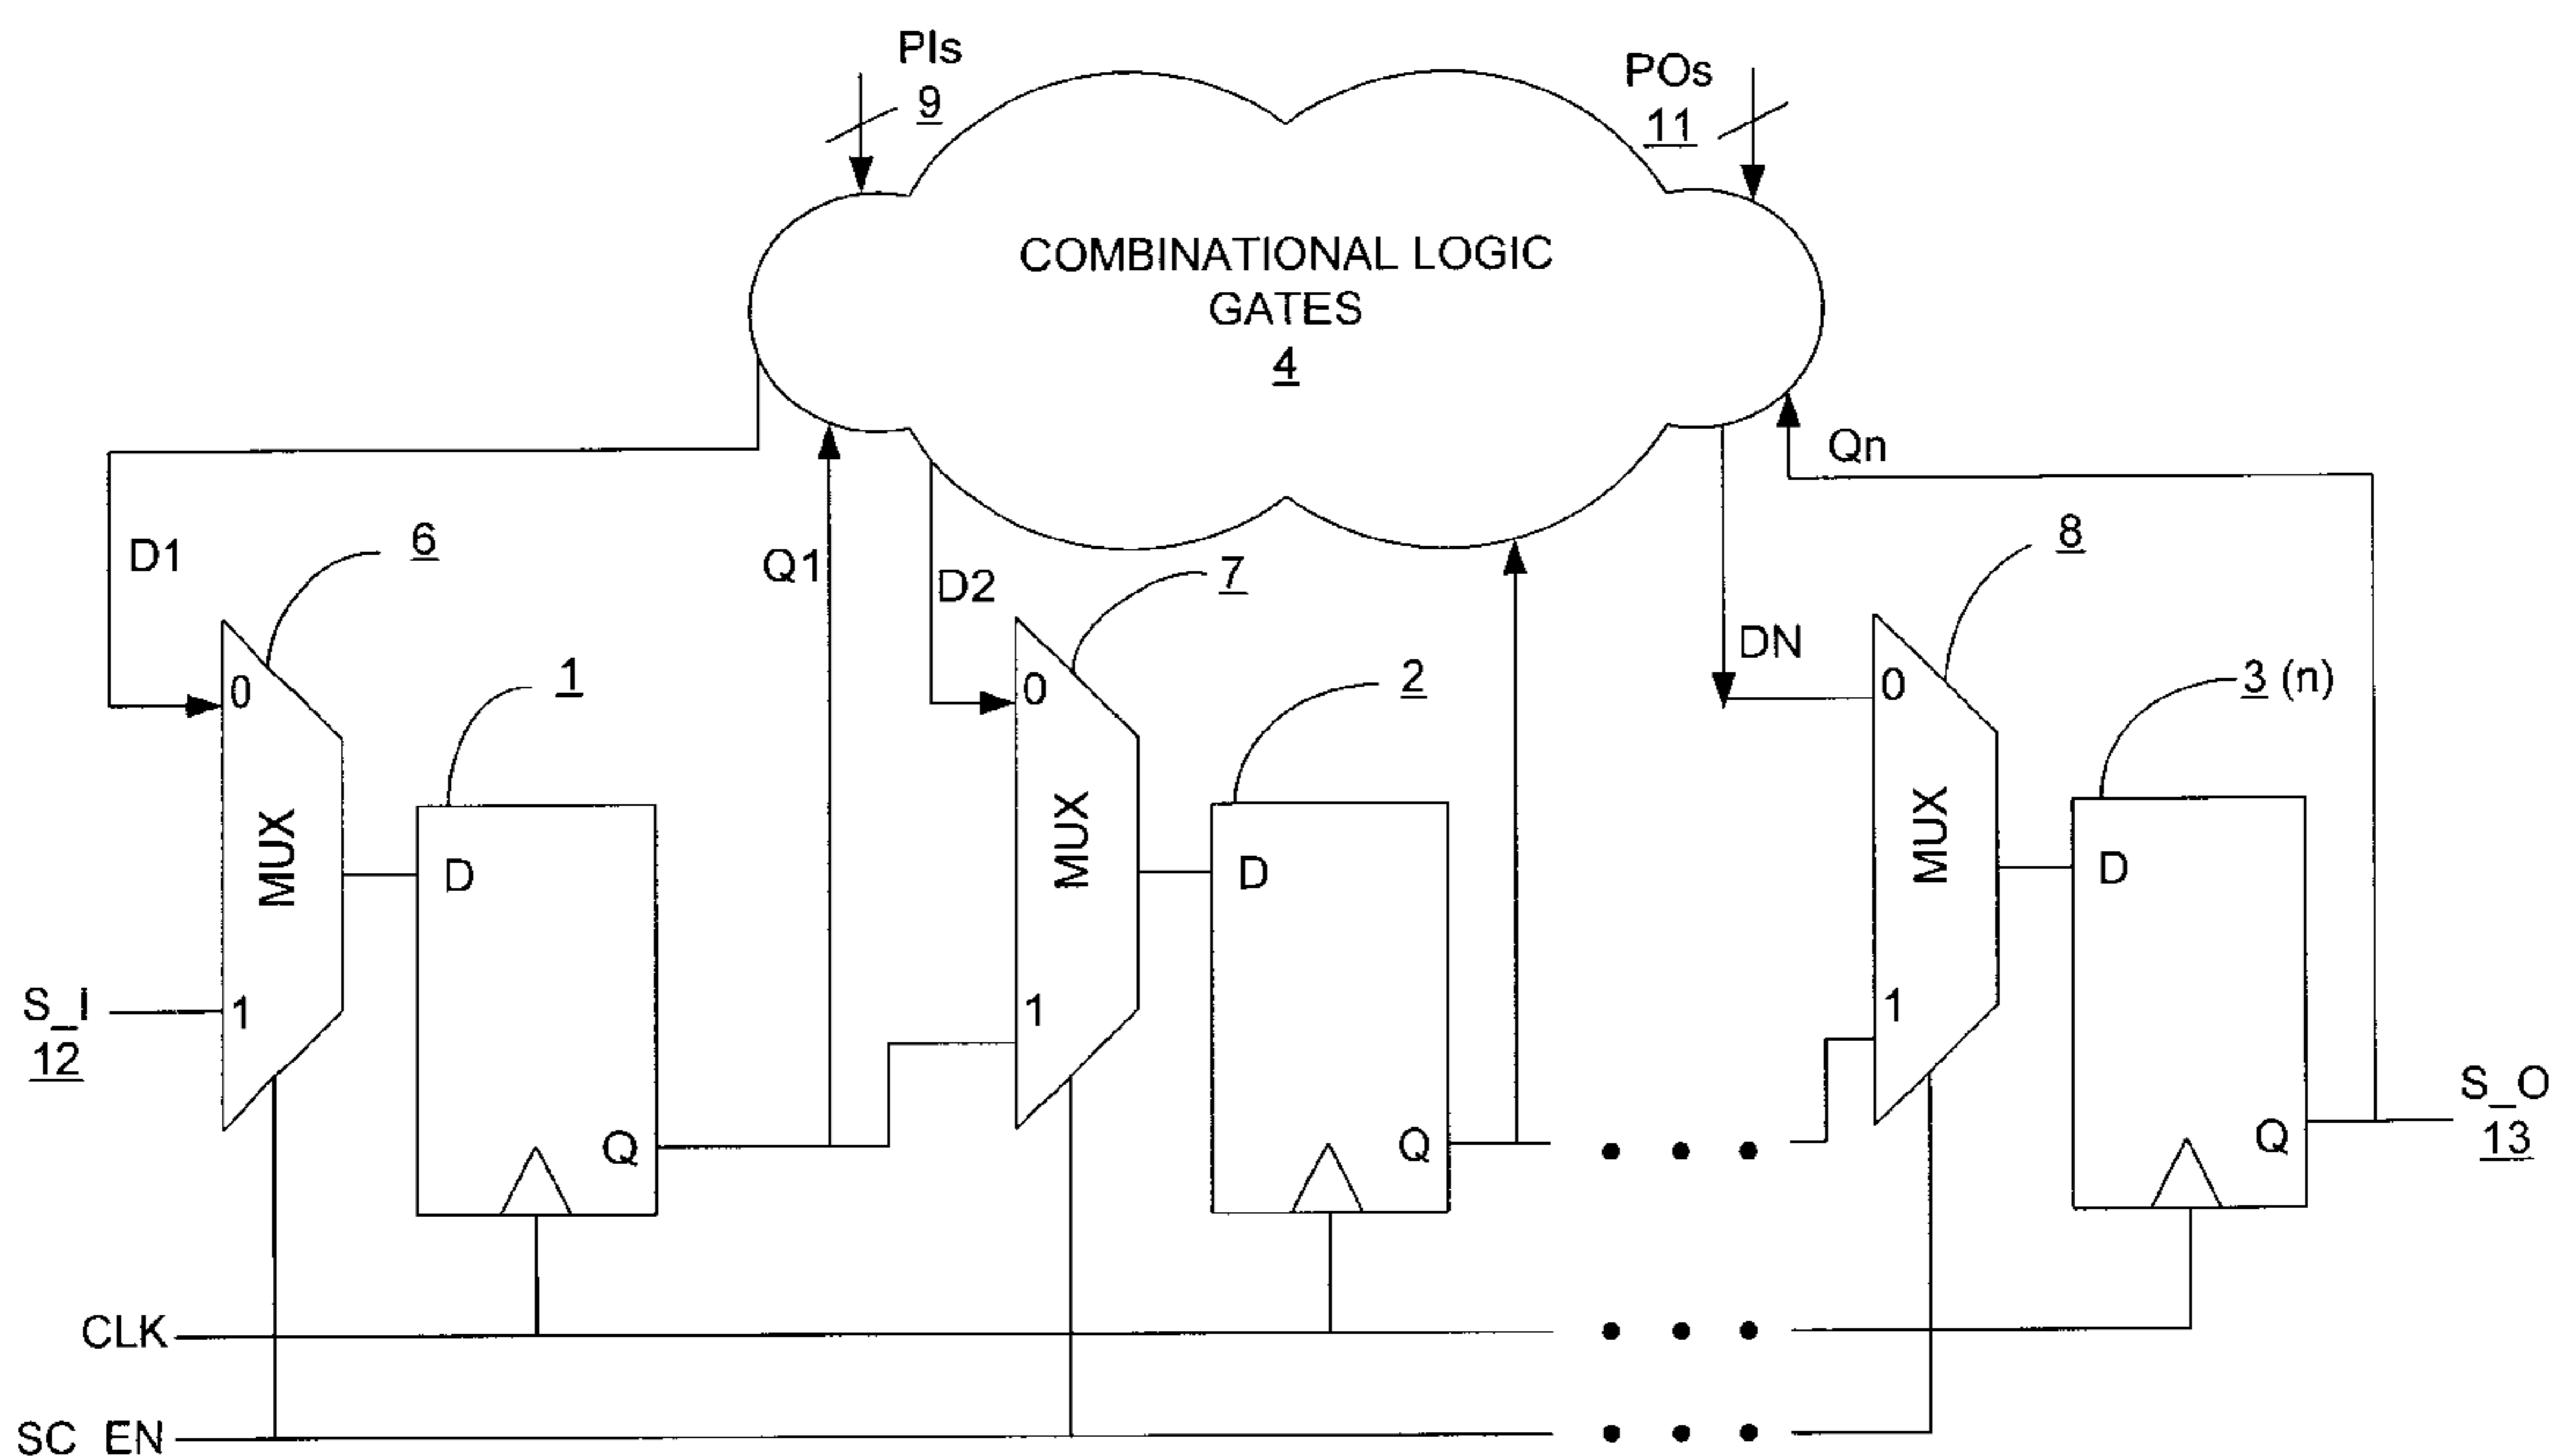 PIs
9
POs
11
COMBINATIONAL LOGIC
GATES
4
Qn
D1
6
Q1
D2
7
8
DN
0
1
0
2
0
3 (n)
MUX
D
MUX
D
MUX
D
S_I
12
1
1
1
Q
Q
Q
S_O
13
CLK
SC_EN